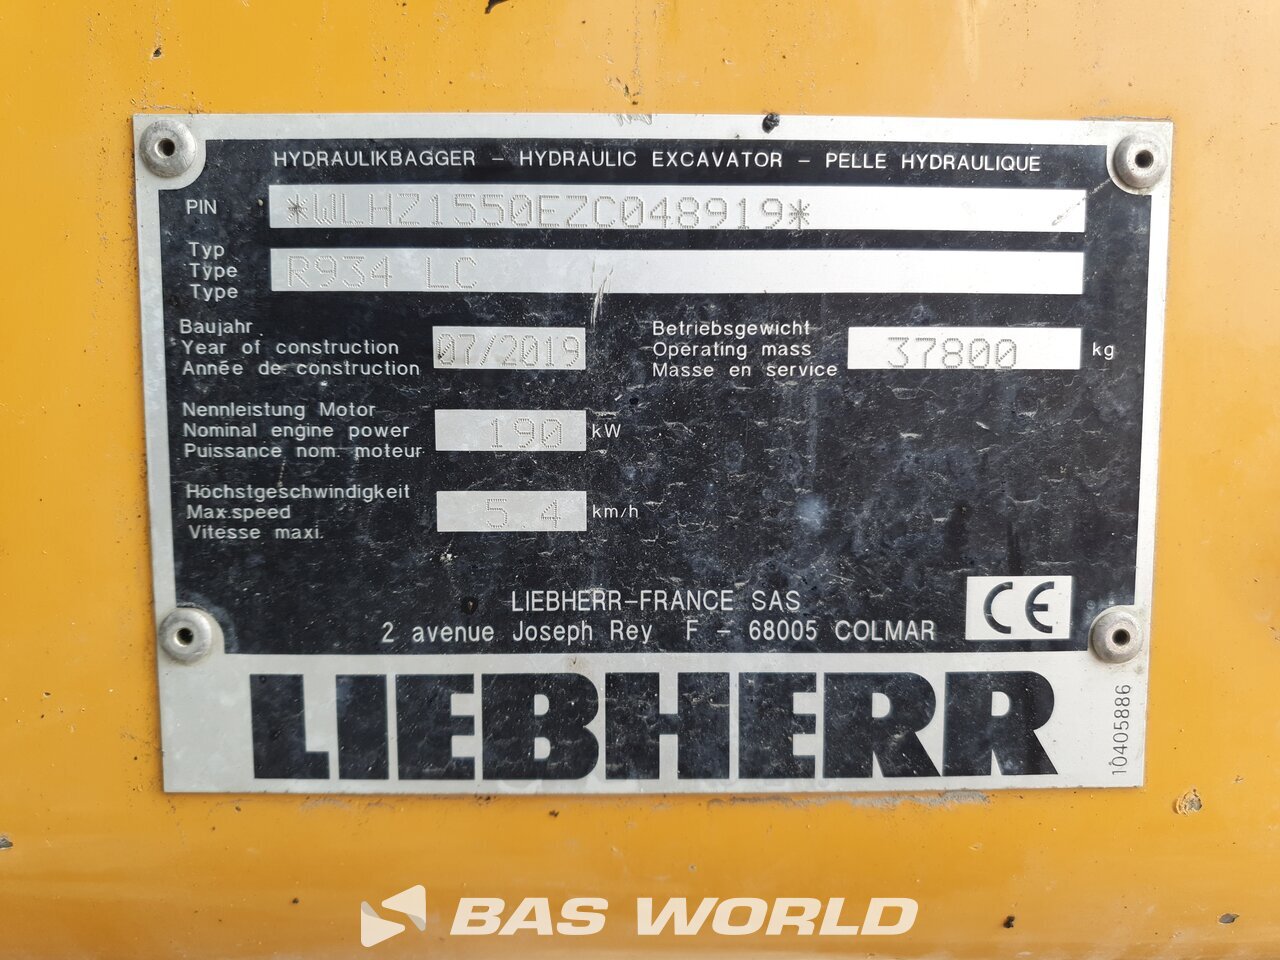 HYDRAULIKBAGGER - HYDRAULIC EXCAVATOR - PELLE HYDRAULIQUE
PIN *WLHZ1550EZC048919*
Typ
Type R934 LC
Type
Baujahr
Year of construction 07/2019
Année de construction
Betriebsgewicht
Operating mass 37800 kg
Masse en service
Nennleistung Motor
Nominal engine power 190 kW
Puissance nom. moteur
Höchstgeschwindigkeit
Max.speed 5.4 km/h
Vitesse maxi.
LIEBHERR-FRANCE SAS
2 avenue Joseph Rey F - 68005 COLMAR
CE
LIEBHERR
10405886
BAS WORLD